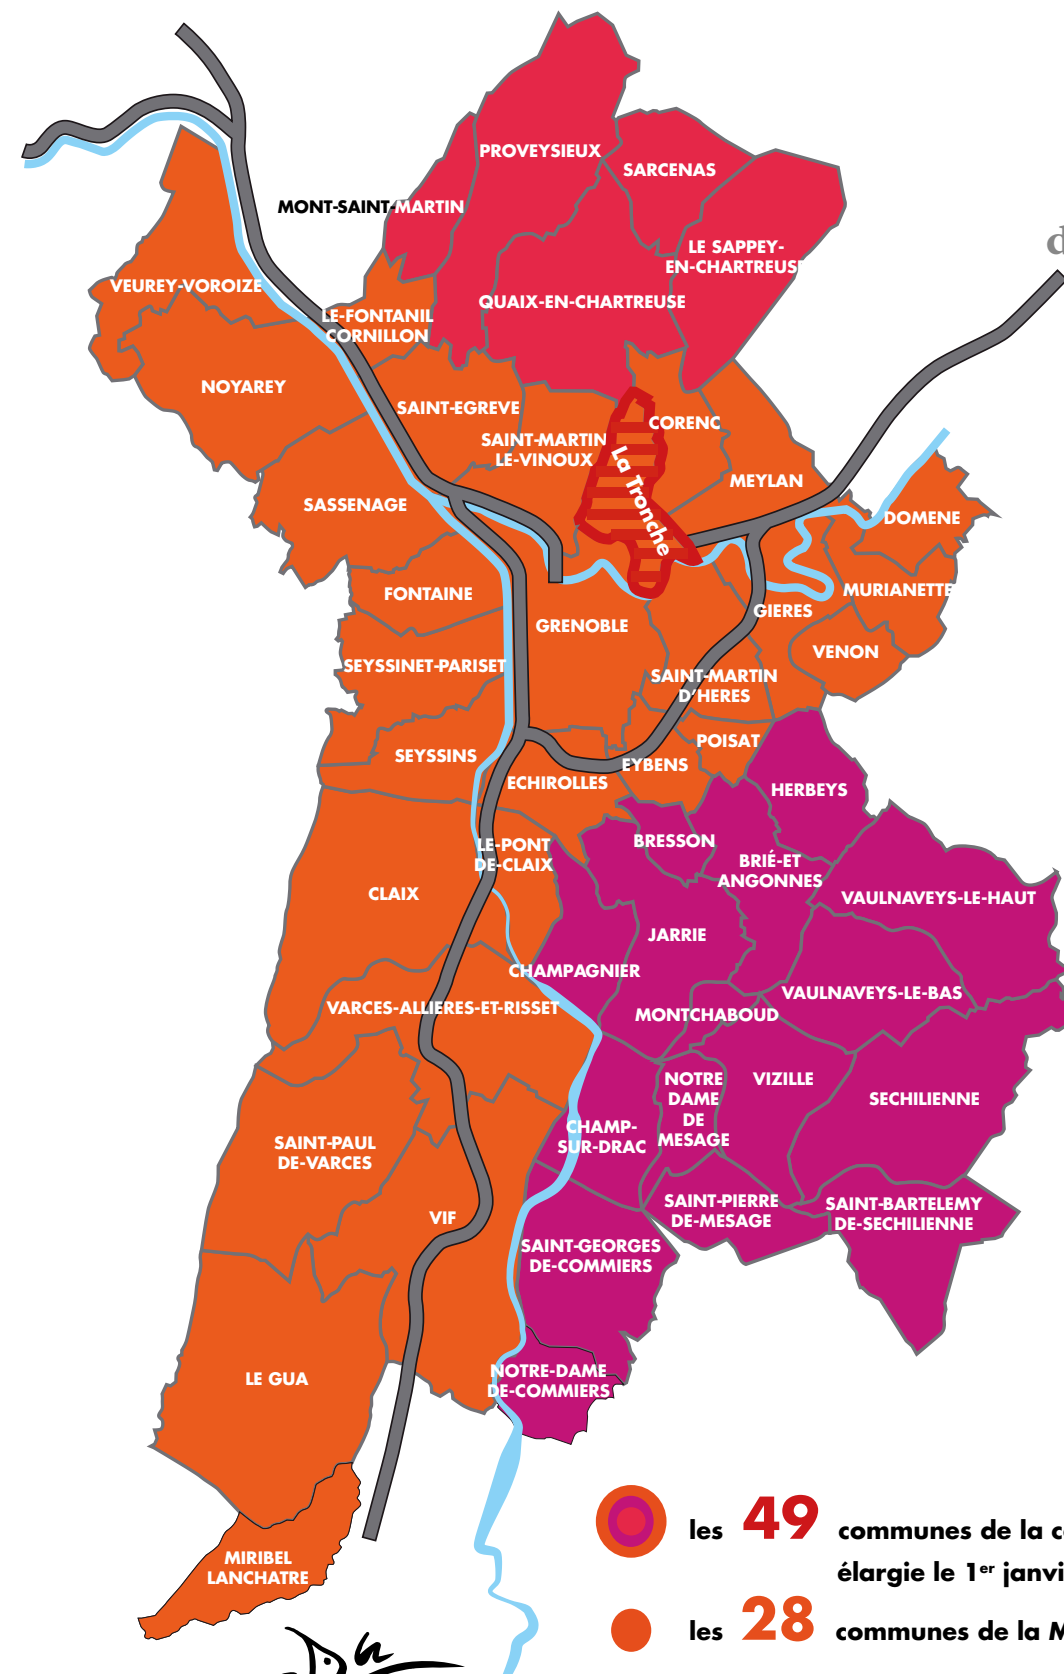 PROVEYSIEUX
SARCENAS
MONT-SAINT-MARTIN
d
LE SAPPEY-
EN-CHARTREUS
VEUREY-VOROIZE
QUAIX-EN-CHARTREUSE
LE-FONTANIL
CORNILLON
NOYAREY
SAINT-EGREVE
CORENC
SAINT-MARTIN
LE-VINOUX
La Tronche
MEYLAN
SASSENAGE
DOMENE
FONTAINE
MURIANETTE
GIERES
GRENOBLE
VENON
SEYSSINET-PARISET
SAINT-MARTIN
D'HERES
POISAT
SEYSSINS
EYBENS
ECHIROLLES
HERBEYS
BRESSON
LE-PONT
DE-CLAIX
BRIÉ-ET
ANGONNES
CLAIX
VAULNAVEYS-LE-HAUT
JARRIE
CHAMPAGNIER
VAULNAVEYS-LE-BAS
VARCES-ALLIERES-ET-RISSET
MONTCHABOUD
NOTRE
DAME
DE
MESAGE
VIZILLE
SECHILIENNE
CHAMP-
SUR-DRAC
SAINT-PAUL
DE-VARCES
SAINT-PIERRE
DE-MESAGE
SAINT-BARTELEMY
DE-SECHILIENNE
VIF
SAINT-GEORGES
DE-COMMIERS
LE GUA
NOTRE-DAME
DE-COMMIERS
les 49 communes de la c
élargie le 1er janvi
MIRIBEL
LANCHATRE
les 28 communes de la M